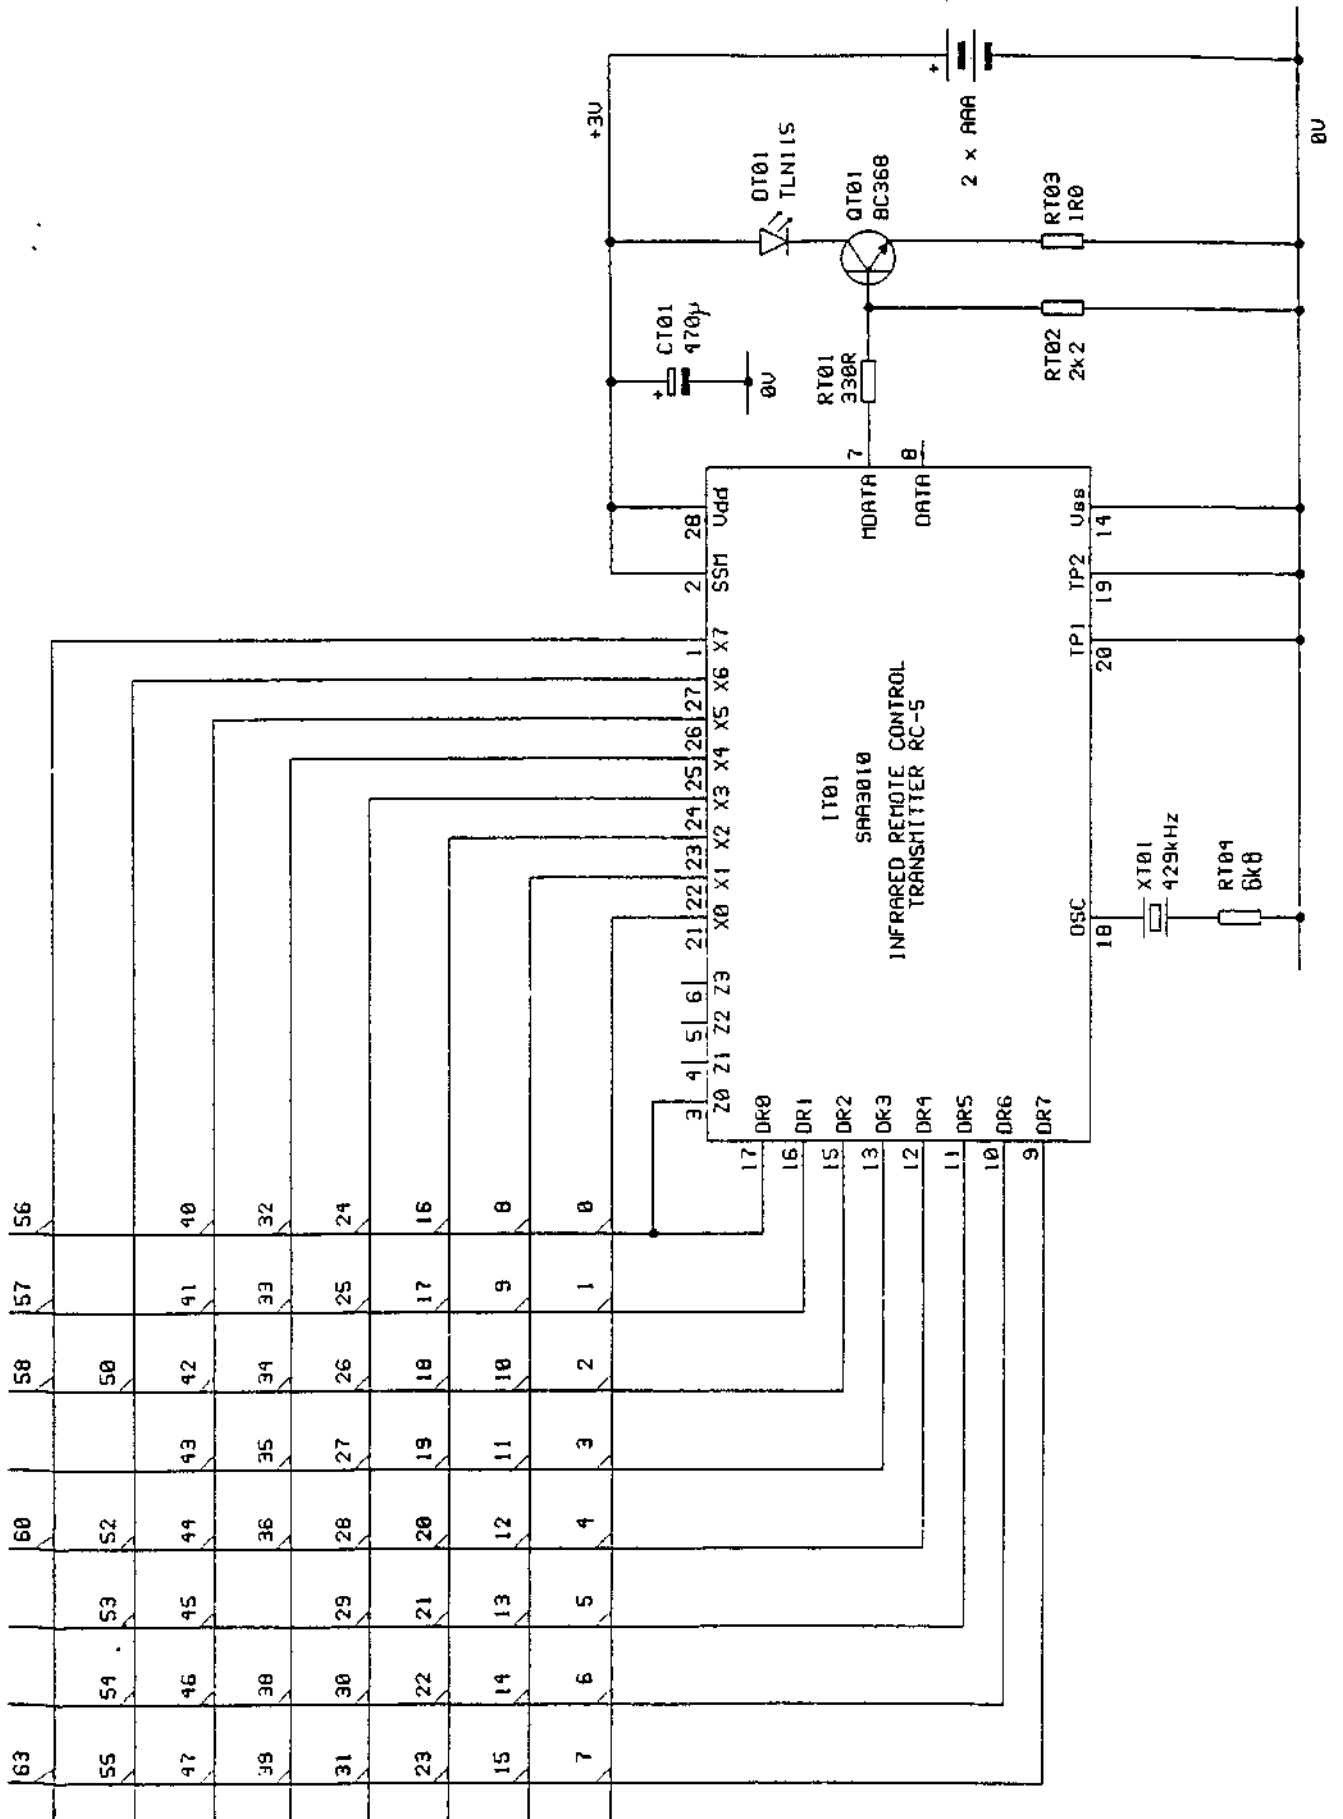 +3V
+
2 x AAA
0V
DT01
TLN11S
QT01
BC368
RT03
1R0
CT01
470µ
+
0V
RT01
330R
RT02
2k2
7
MDATA
8
DATA
28
Vdd
2
SSM
14
Vss
19
TP2
20
TP1
1
X7
27
X6
26
X5
25
X4
24
X3
23
X2
22
X1
21
X0
6
Z3
5
Z2
4
Z1
3
Z0
IT01
SAA3010
INFRARED REMOTE CONTROL
TRANSMITTER RC-5
OSC
18
XT01
429kHz
RT04
6k8
17 DR0
16 DR1
15 DR2
13 DR3
12 DR4
11 DR5
10 DR6
9 DR7
56 40 32 24 16 8 0
57 41 33 25 17 9 1
58 50 42 34 26 18 10 2
43 35 27 19 11 3
60 52 44 36 28 20 12 4
53 45 29 21 13 5
54 46 38 30 22 14 6
63 55 47 39 31 23 15 7